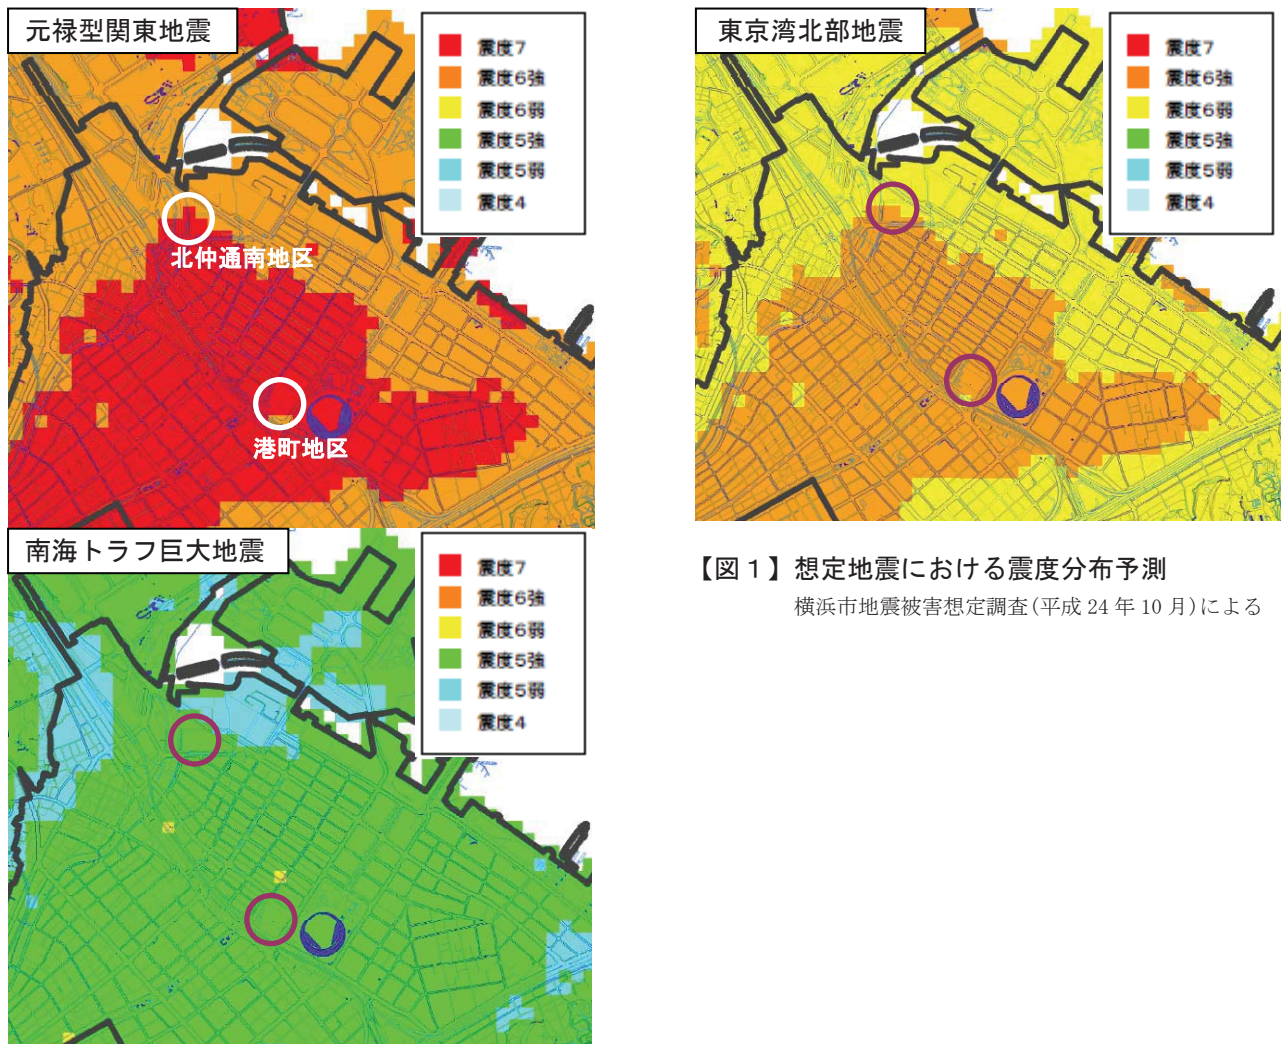 元禄型関東地震
震度7
震度6強
震度6弱
震度5強
震度5弱
震度4
北仲通南地区
港町地区
東京湾北部地震
震度7
震度6強
震度6弱
震度5強
震度5弱
震度4
南海トラフ巨大地震
震度7
震度6強
震度6弱
震度5強
震度5弱
震度4
【図1】想定地震における震度分布予測
横浜市地震被害想定調査(平成 24 年 10 月)による